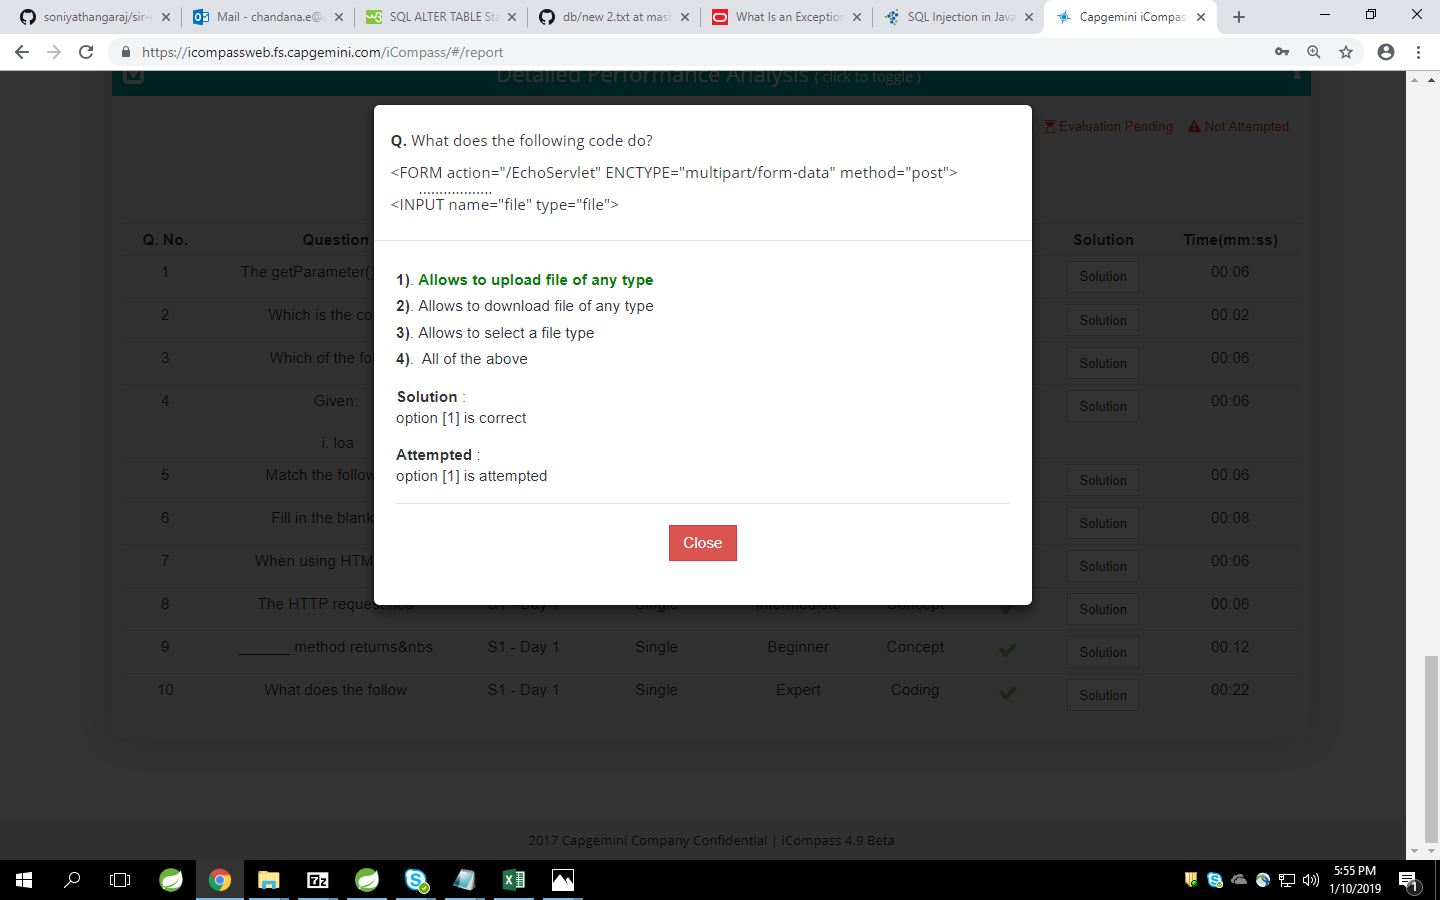 soniyathangaraj/sir-
Mail - chandana.e@
SQL ALTER TABLE Sta
db/new 2.txt at mast
What Is an Exception
SQL Injection in Java
Capgemini iCompas
https://icompassweb.fs.capgemini.com/iCompass/#/report
Detailed Performance Analysis ( click to toggle )
Evaluation Pending Not Attempted
Q. What does the following code do?
<FORM action="/EchoServlet" ENCTYPE="multipart/form-data" method="post">
..................
<INPUT name="file" type="file">
1). Allows to upload file of any type
2). Allows to download file of any type
3). Allows to select a file type
4). All of the above
Solution :
option [1] is correct
Attempted :
option [1] is attempted
Close
Q. No. Question Solution Time(mm:ss)
1 The getParameter() Solution 00:06
2 Which is the co Solution 00:02
3 Which of the fo Solution 00:06
4 Given: Solution 00:06
i. loa
5 Match the follow Solution 00:06
6 Fill in the blank Solution 00:08
7 When using HTM Solution 00:06
8 The HTTP request hea S1 - Day 1 Single Intermediate Concept Solution 00:06
9 ______ method returns&nbs S1 - Day 1 Single Beginner Concept Solution 00:12
10 What does the follow S1 - Day 1 Single Expert Coding Solution 00:22
2017 Capgemini Company Confidential | iCompass 4.9 Beta
5:55 PM
1/10/2019
1